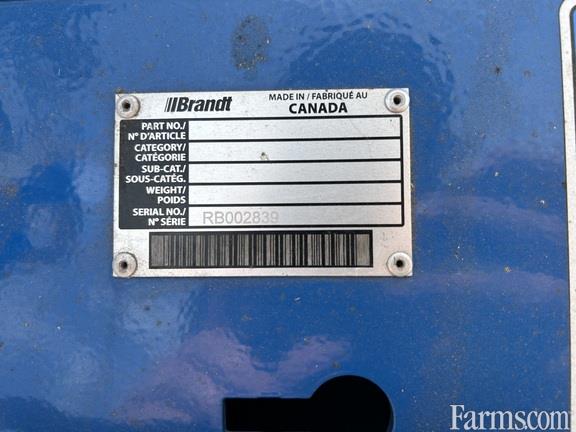 Brandt
MADE IN / FABRIQUÉ AU
CANADA
PART NO./
N° D'ARTICLE
CATEGORY/
CATÉGORIE
SUB-CAT./
SOUS-CATÉG.
WEIGHT/
POIDS
SERIAL NO./
N° SÉRIE
RB002839
Farms.com